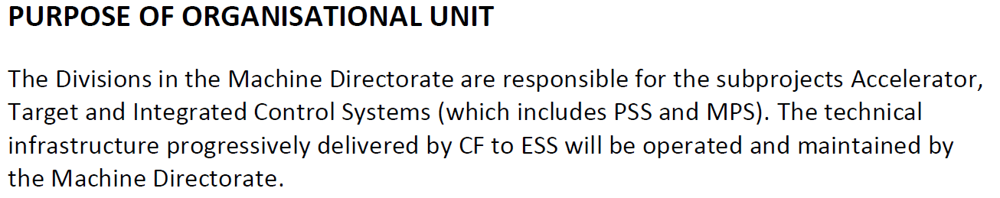 PURPOSE OF ORGANISATIONAL UNIT
The Divisions in the Machine Directorate are responsible for the subprojects Accelerator,
Target and Integrated Control Systems (which includes PSS and MPS). The technical
infrastructure progressively delivered by CF to ESS will be operated and maintained by
the Machine Directorate.